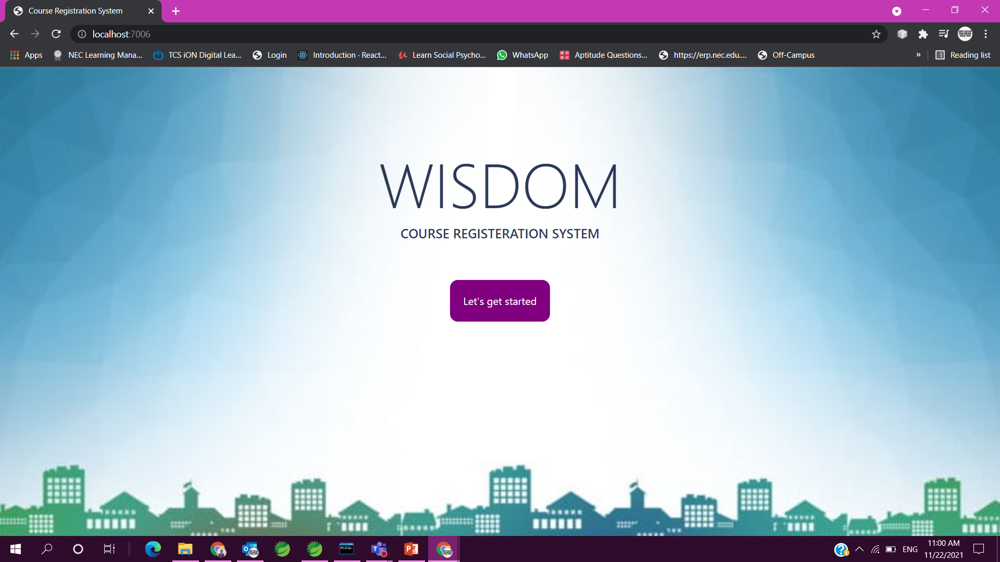 Course Registration System
localhost:7006
Apps NEC Learning Mana... TCS iON Digital Lea... Login Introduction · React... Learn Social Psycho... WhatsApp Aptitude Questions... https://erp.nec.edu.... Off-Campus » Reading list
WISDOM
COURSE REGISTERATION SYSTEM
Let's get started
ENG
11:00 AM
11/22/2021